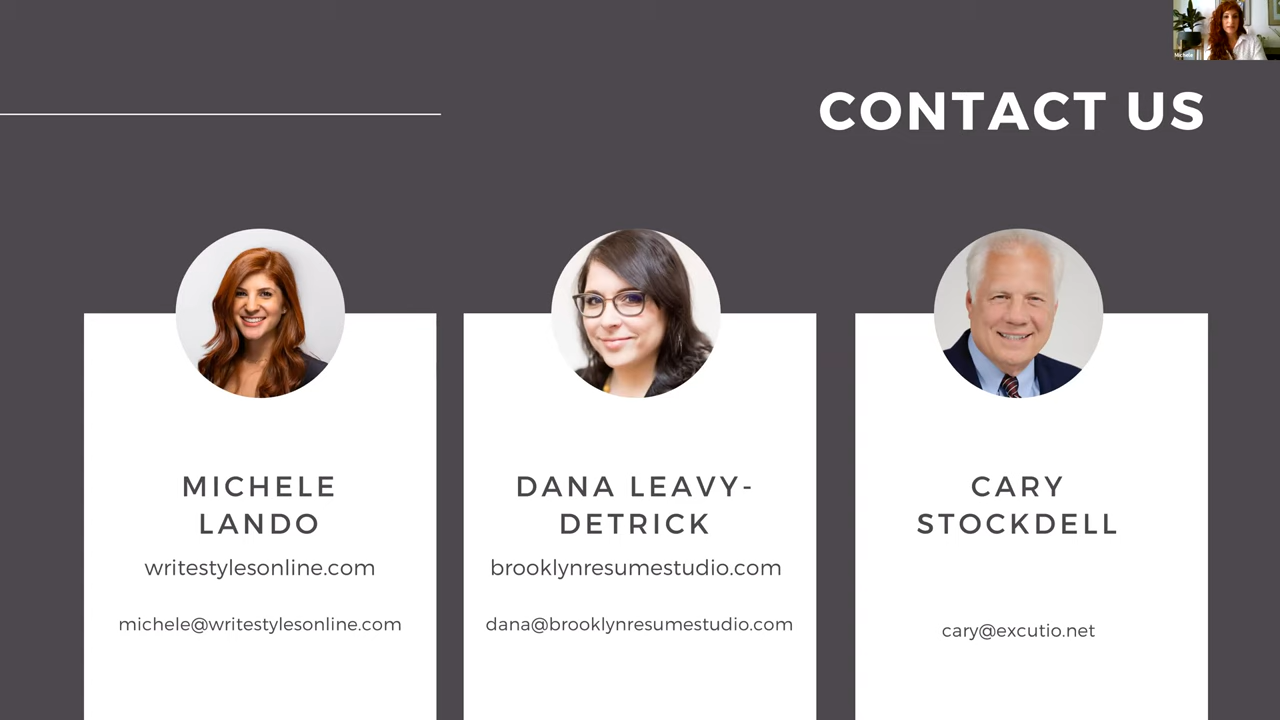 Michele
CONTACT US
MICHELE
LANDO
writestylesonline.com
michele@writestylesonline.com
DANA LEAVY-
DETRICK
brooklynresumestudio.com
dana@brooklynresumestudio.com
CARY
STOCKDELL
cary@excutio.net